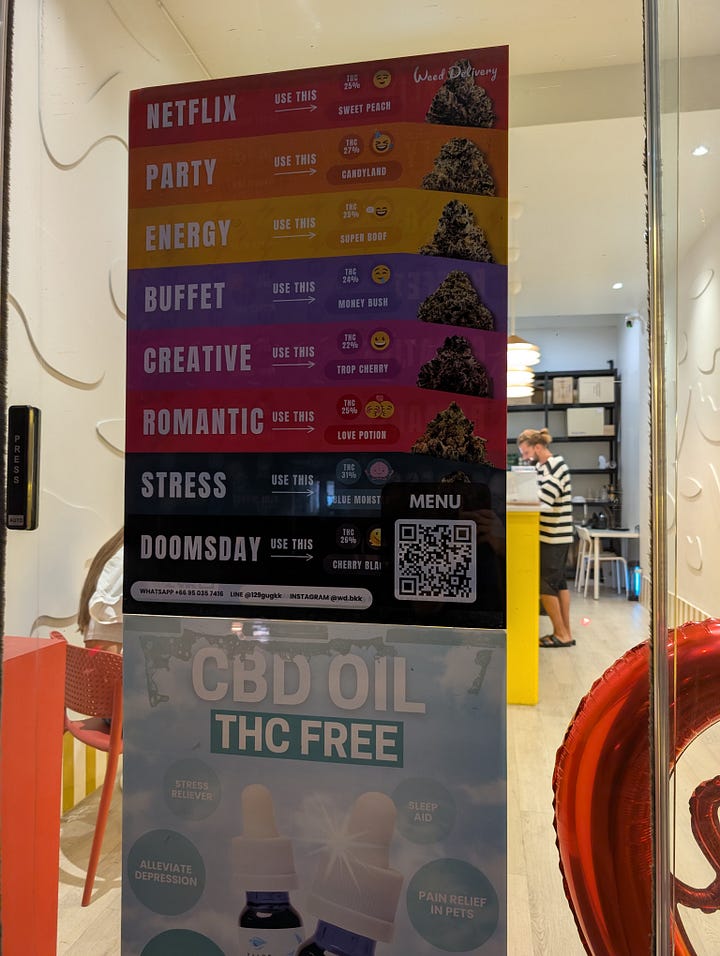 Weed Delivery
NETFLIX USE THIS THC 25% SWEET PEACH
PARTY USE THIS THC 27% CANDYLAND
ENERGY USE THIS THC 29% SUPER BOOF
BUFFET USE THIS THC 24% MONEY BUSH
CREATIVE USE THIS THC 22% TROP CHERRY
ROMANTIC USE THIS THC 25% LOVE POTION
STRESS USE THIS THC 31% BLUE MONST
DOOMSDAY USE THIS THC 26% CHERRY
MENU
WHATSAPP +66 95 035 7416 LINE @129gugkk INSTAGRAM @wd.bkk
PRESS
CBD OIL
THC FREE
STRESS
RELIEVER
SLEEP
AID
ALLEVIATE
DEPRESSION
PAIN RELIEF
IN PETS